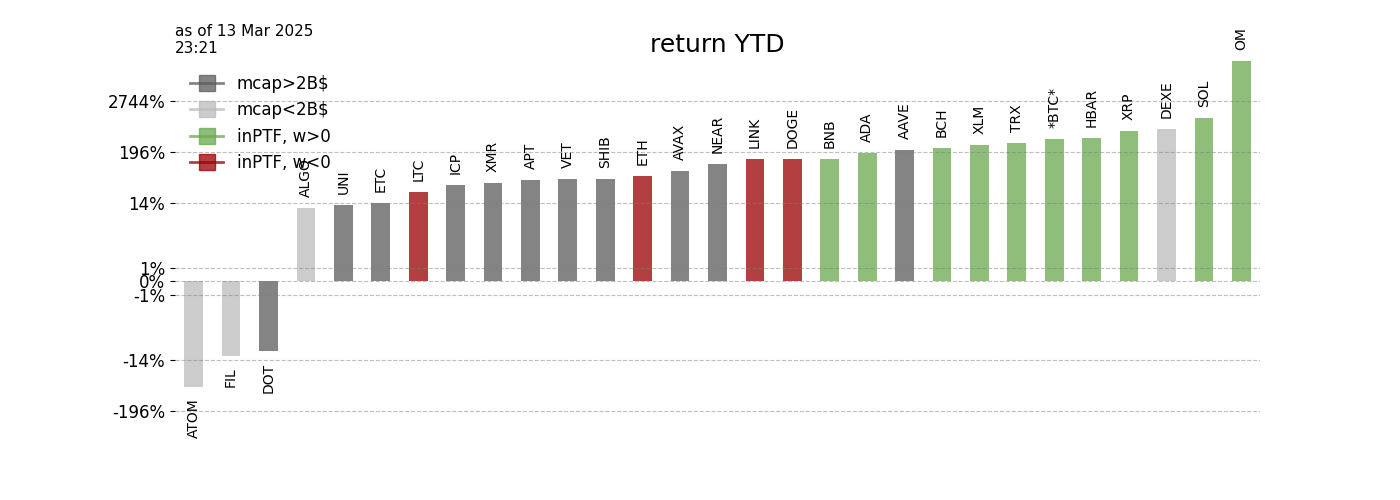 as of 13 Mar 2025
23:21
return YTD
mcap>2B$
mcap<2B$
inPTF, w>0
inPTF, w<0
2744%
196%
14%
1%
0%
-1%
-14%
-196%
ATOM
FIL
DOT
ALGO
UNI
ETC
LTC
ICP
XMR
APT
VET
SHIB
ETH
AVAX
NEAR
LINK
DOGE
BNB
ADA
AAVE
BCH
XLM
TRX
*BTC*
HBAR
XRP
DEXE
SOL
OM